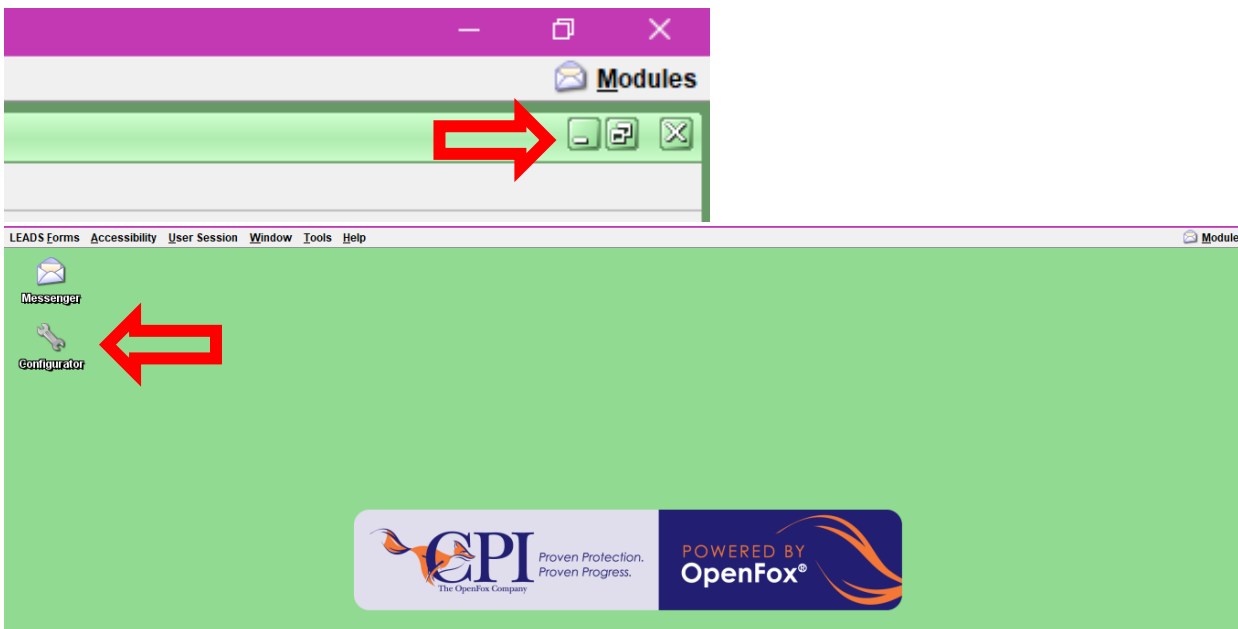 Modules
LEADS Forms Accessibility User Session Window Tools Help
Module
Messenger
Configurator
CPI
The OpenFox Company
Proven Protection.
Proven Progress.
POWERED BY
OpenFox®